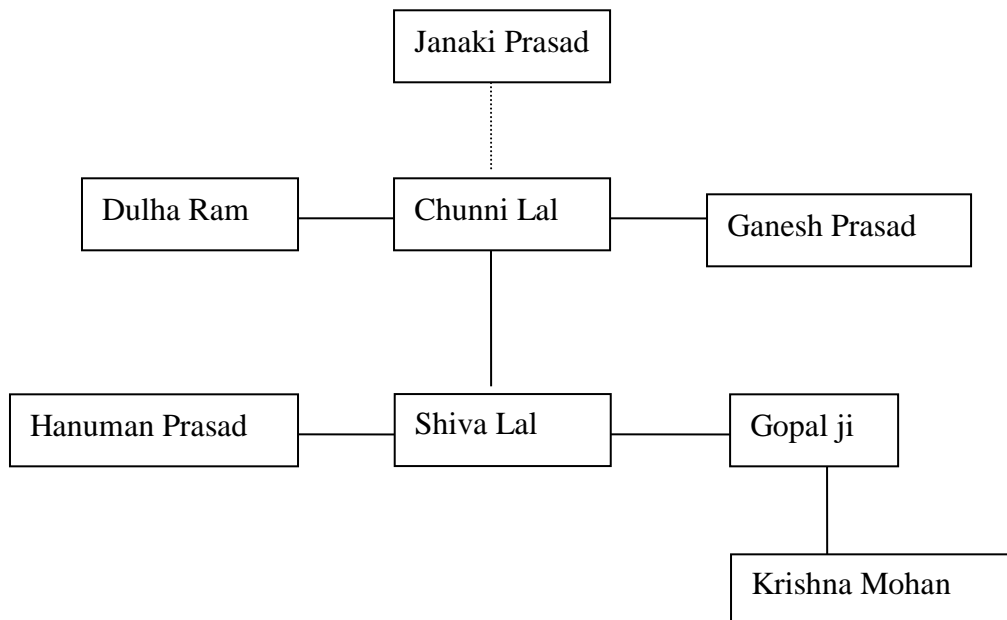 Janaki Prasad
Dulha Ram
Chunni Lal
Ganesh Prasad
Hanuman Prasad
Shiva Lal
Gopal ji
Krishna Mohan